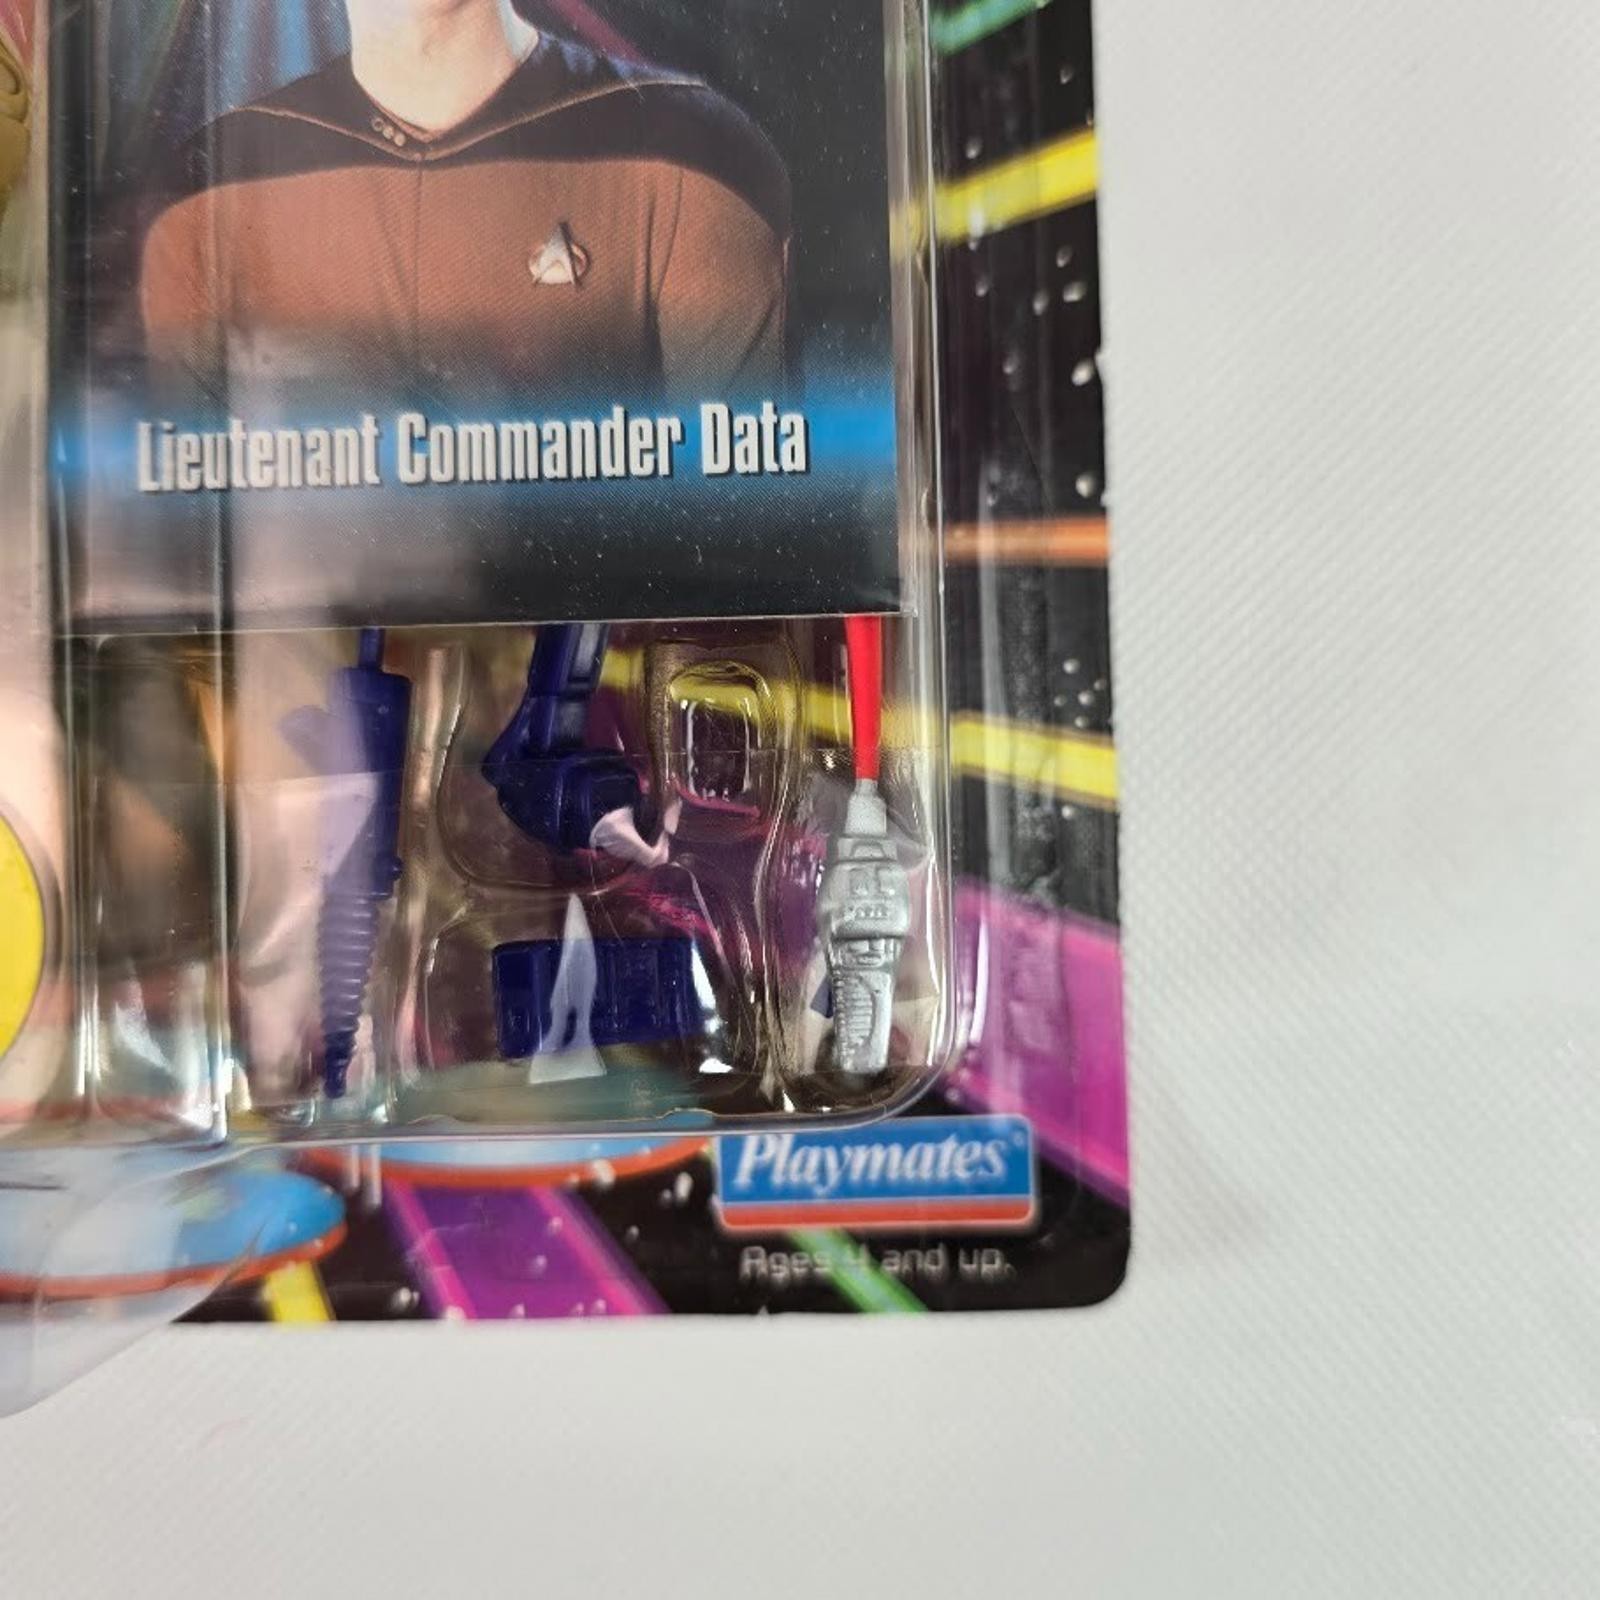 Lieutenant Commander Data
Playmates®
Ages 4 and up.